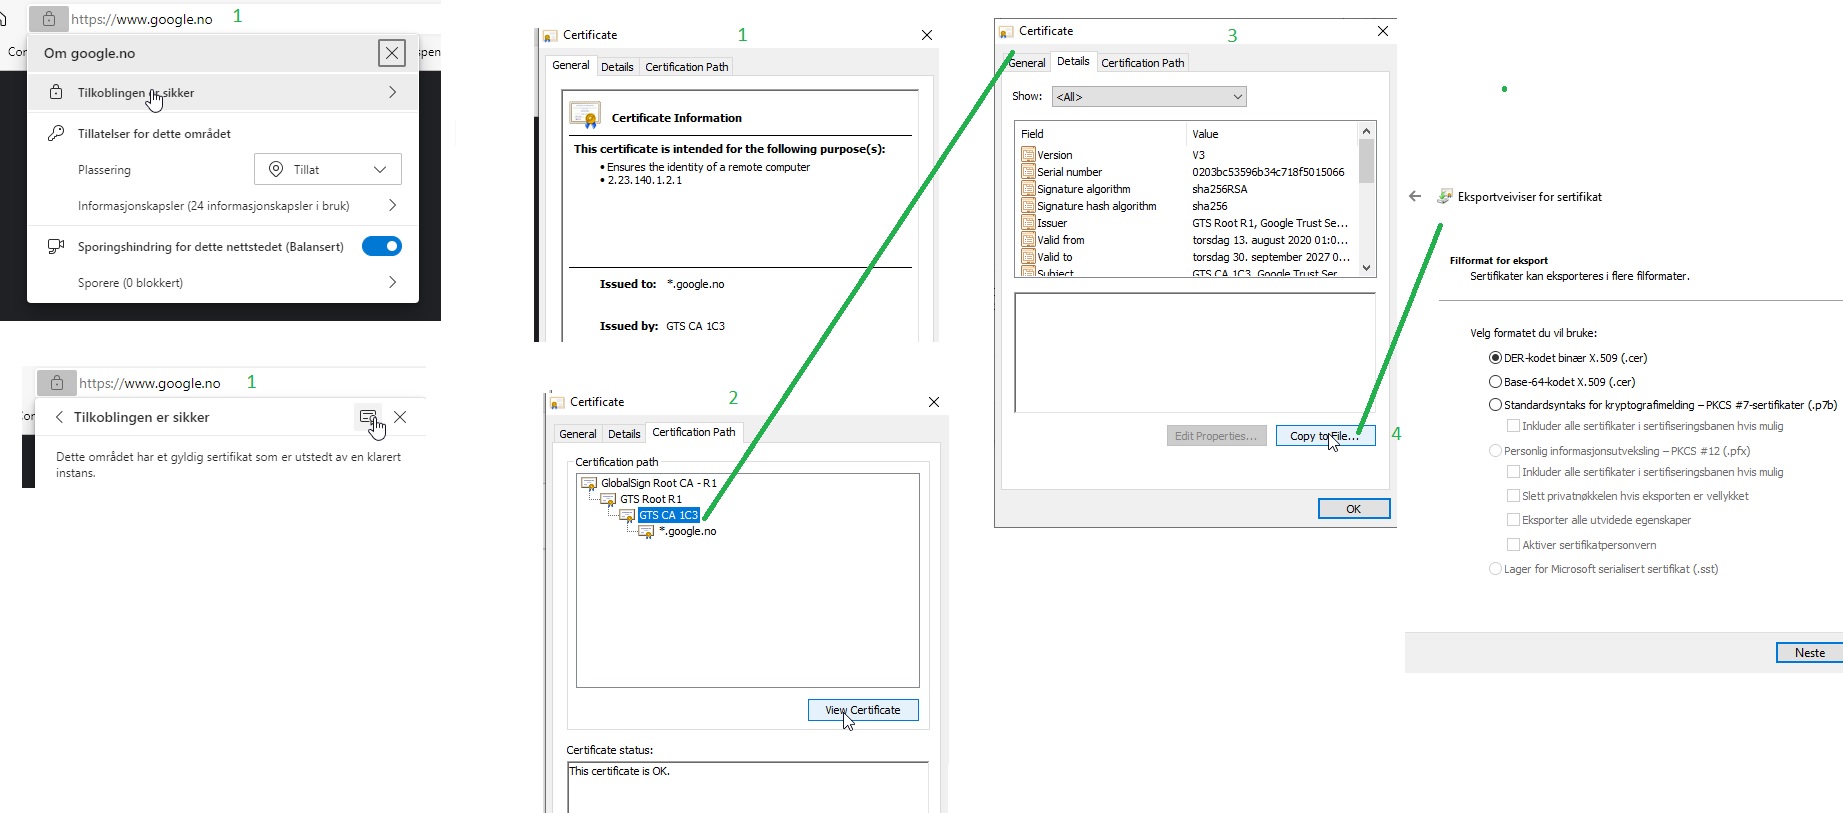 https://www.google.no 1
Om google.no
Tilkoblingen er sikker
Tillatelser for dette området
Plassering
Tillat
Informasjonskapsler (24 informasjonskapsler i bruk)
Sporingshindring for dette nettstedet (Balansert)
Sporere (0 blokkert)
https://www.google.no 1
Tilkoblingen er sikker
Dette området har et gyldig sertifikat som er utstedt av en klarert
instans.
1
Certificate
General Details Certification Path
Certificate Information
This certificate is intended for the following purpose(s):
• Ensures the identity of a remote computer
• 2.23.140.1.2.1
Issued to: *.google.no
Issued by: GTS CA 1C3
2
Certificate
General Details Certification Path
Certification path
GlobalSign Root CA - R1
GTS Root R1
GTS CA 1C3
*.google.no
View Certificate
Certificate status:
This certificate is OK.
3
Certificate
General Details Certification Path
Show: <All>
Field Value
Version V3
Serial number 0203bc53596b34c718f5015066
Signature algorithm sha256RSA
Signature hash algorithm sha256
Issuer GTS Root R1, Google Trust Se...
Valid from torsdag 13. august 2020 01:0...
Valid to torsdag 30. september 2027 0...
Subject GTS CA 1C3, Google Trust Ser...
Edit Properties... Copy to File... 4
OK
Eksportveiviser for sertifikat
Filformat for eksport
Sertifikater kan eksporteres i flere filformater.
Velg formatet du vil bruke:
DER-kodet binær X.509 (.cer)
Base-64-kodet X.509 (.cer)
Standardsyntaks for kryptografimelding – PKCS #7-sertifikater (.p7b)
Inkluder alle sertifikater i sertifiseringsbanen hvis mulig
Personlig informasjonsutveksling – PKCS #12 (.pfx)
Inkluder alle sertifikater i sertifiseringsbanen hvis mulig
Slett privatnøkkelen hvis eksporten er vellykket
Eksporter alle utvidede egenskaper
Aktiver sertifikatpersonvern
Lager for Microsoft serialisert sertifikat (.sst)
Neste